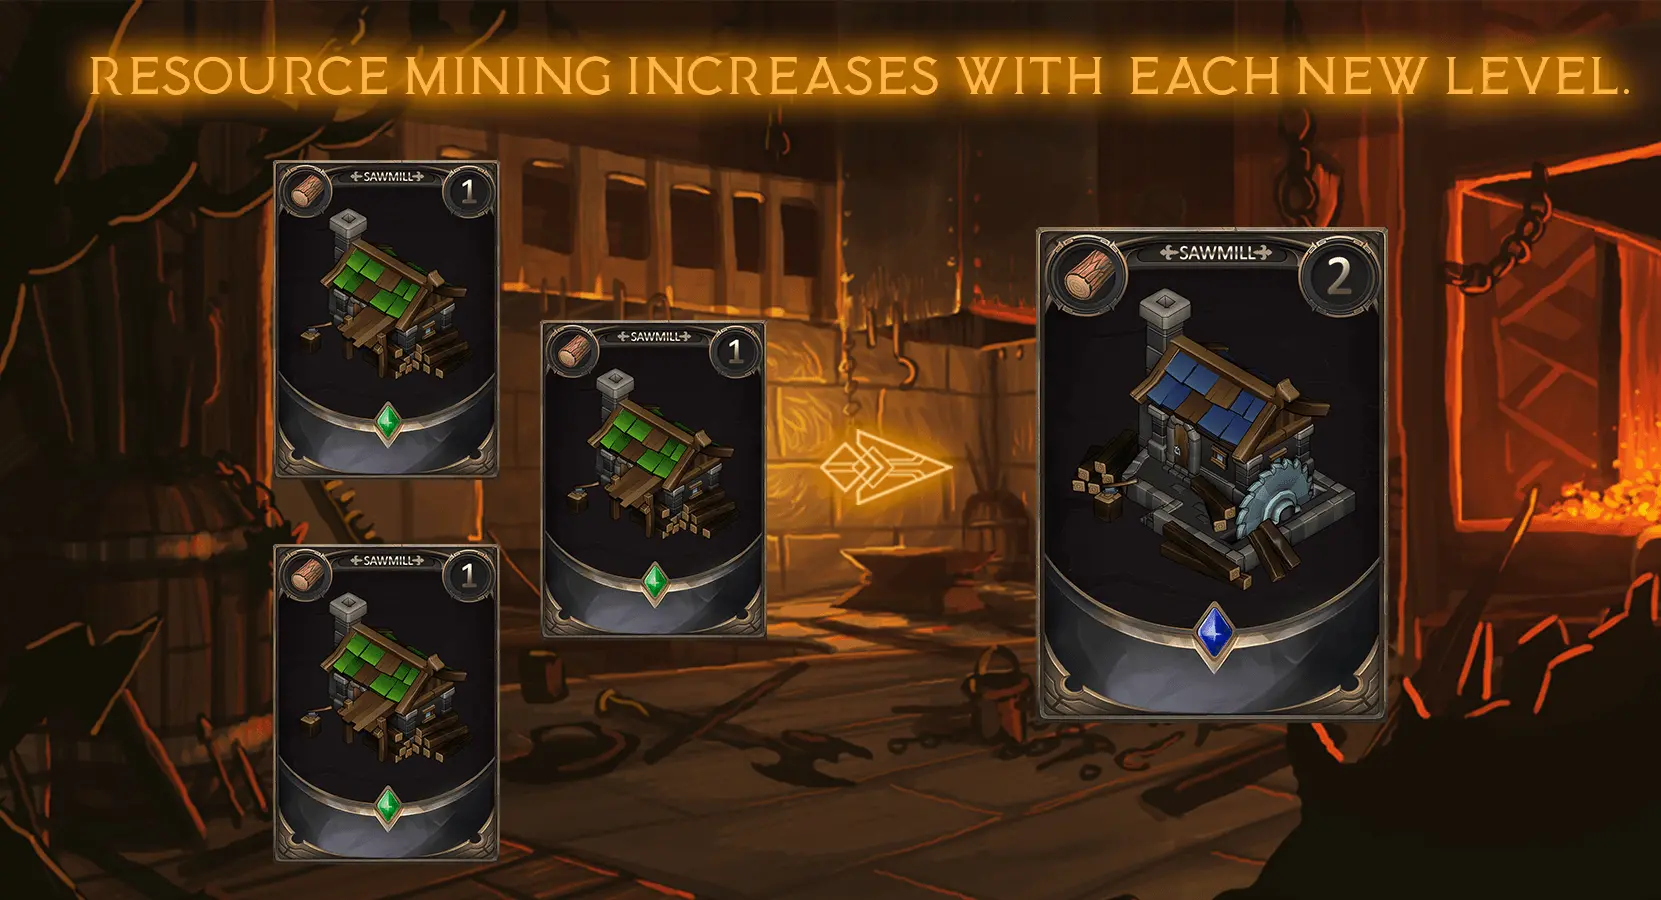 RESOURCE MINING INCREASES WITH EACH NEW LEVEL.
SAWMILL
1
SAWMILL
1
SAWMILL
1
SAWMILL
2